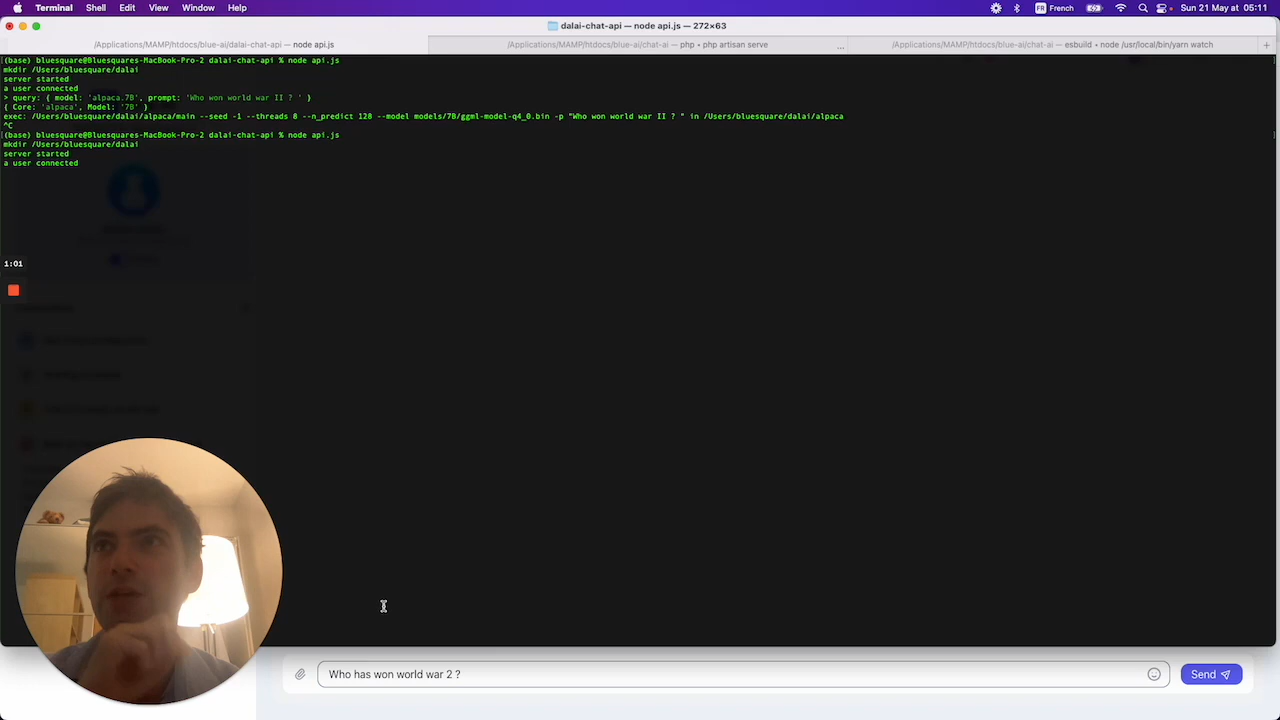 Terminal Shell Edit View Window Help
FR French
Sun 21 May at 05:11
dalai-chat-api — node api.js — 272×63
/Applications/MAMP/htdocs/blue-ai/dalai-chat-api — node api.js
/Applications/MAMP/htdocs/blue-ai/chat-ai — php • php artisan serve ...
/Applications/MAMP/htdocs/blue-ai/chat-ai — esbuild • node /usr/local/bin/yarn watch +
(base) bluesquare@Bluesquares-MacBook-Pro-2 dalai-chat-api % node api.js
mkdir /Users/bluesquare/dalai
server started
a user connected
> query: { model: 'alpaca.7B', prompt: 'Who won world war II ? ' }
{ Core: 'alpaca', Model: '7B' }
exec: /Users/bluesquare/dalai/alpaca/main --seed -1 --threads 8 --n_predict 128 --model models/7B/ggml-model-q4_0.bin -p "Who won world war II ? " in /Users/bluesquare/dalai/alpaca
^C
(base) bluesquare@Bluesquares-MacBook-Pro-2 dalai-chat-api % node api.js
mkdir /Users/bluesquare/dalai
server started
a user connected
1:01
Who has won world war 2 ?
Send